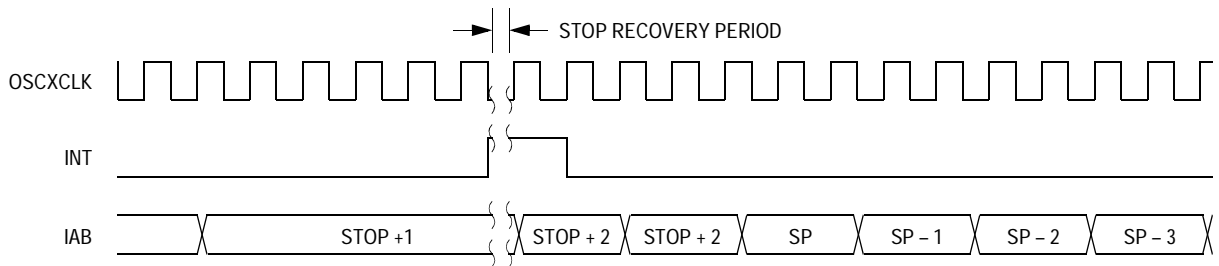 STOP RECOVERY PERIOD
OSCXCLK
INT
IAB
STOP +1
STOP + 2
STOP + 2
SP
SP – 1
SP – 2
SP – 3